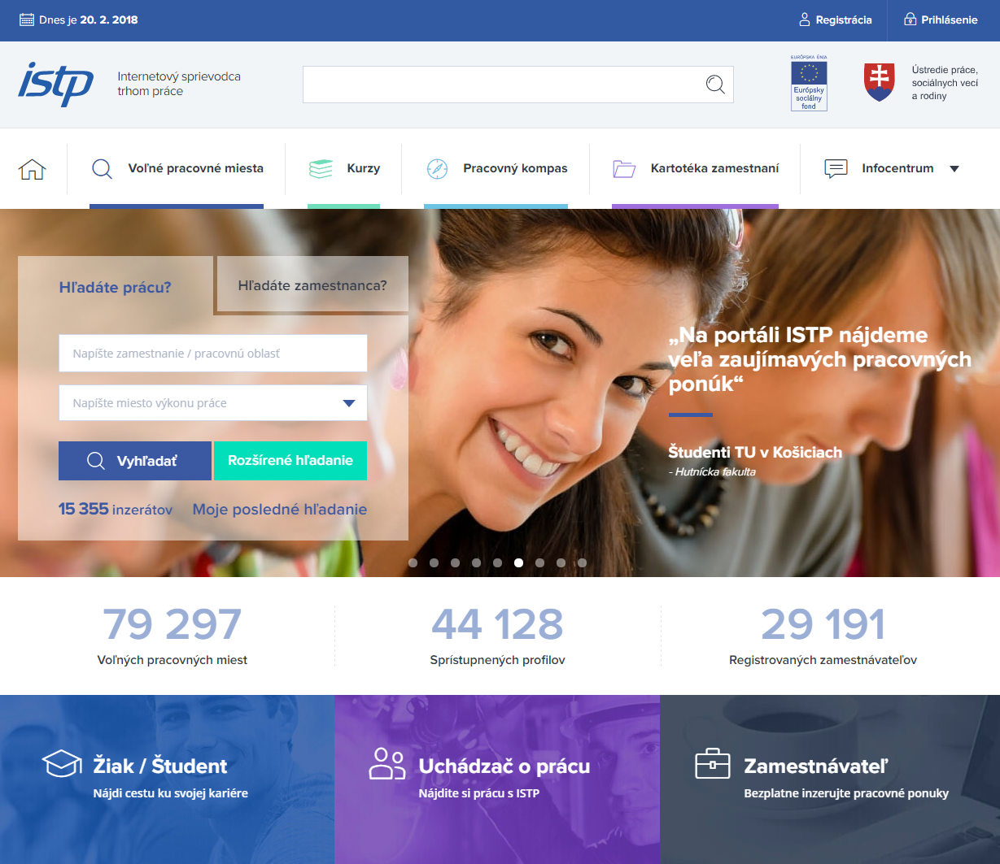 Dnes je 20. 2. 2018
Registrácia
Prihlásenie
istp
Internetový sprievodca
trhom práce
EURÓPSKA ÚNIA
Európsky
sociálny
fond
Ústredie práce,
sociálnych vecí
a rodiny
Voľné pracovné miesta
Kurzy
Pracovný kompas
Kartotéka zamestnaní
Infocentrum
Hľadáte prácu?
Hľadáte zamestnanca?
Napíšte zamestnanie / pracovnú oblasť
Napíšte miesto výkonu práce
Vyhľadať
Rozšírené hľadanie
15 355 inzerátov
Moje posledné hľadanie
„Na portáli ISTP nájdeme
veľa zaujímavých pracovných
ponúk“
Študenti TU v Košiciach
- Hutnícka fakulta
79 297
Voľných pracovných miest
44 128
Sprístupnených profilov
29 191
Registrovaných zamestnávateľov
Žiak / Študent
Nájdi cestu ku svojej kariére
Uchádzač o prácu
Nájdite si prácu s ISTP
Zamestnávateľ
Bezplatne inzerujte pracovné ponuky